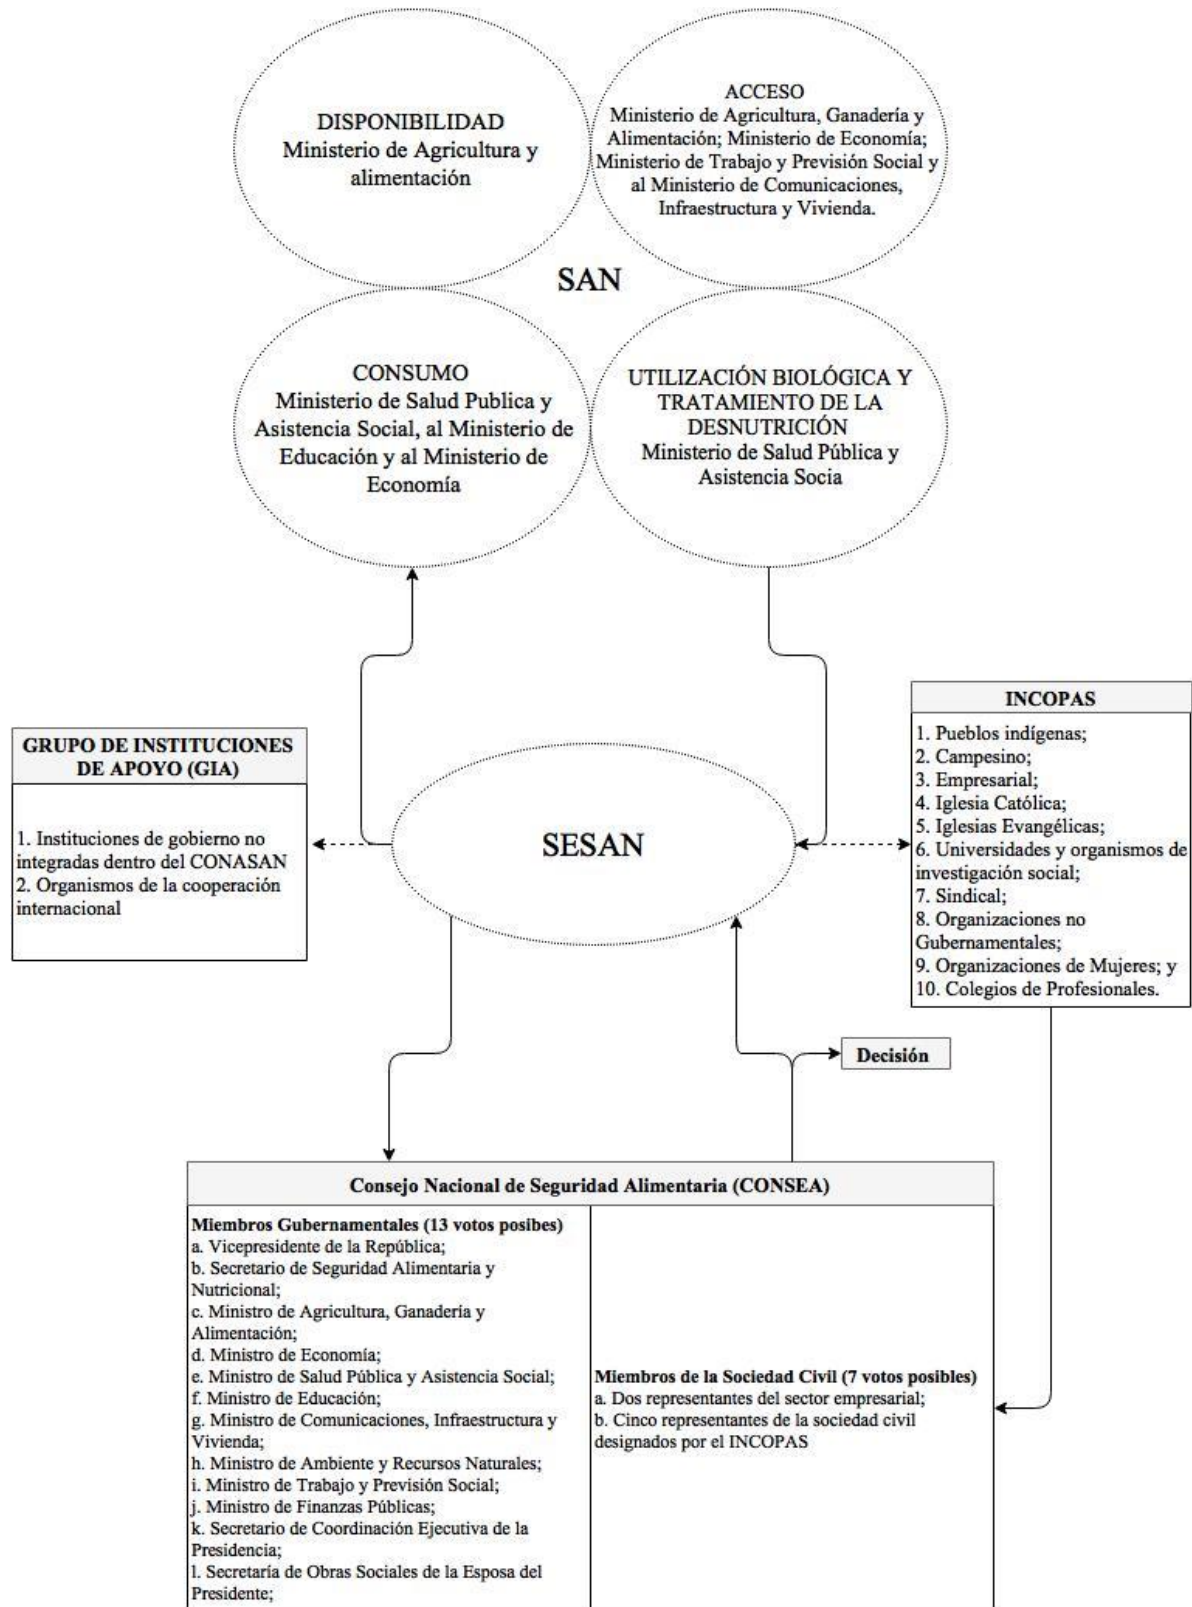 DISPONIBILIDAD
Ministerio de Agricultura y
alimentación
ACCESO
Ministerio de Agricultura, Ganadería y
Alimentación; Ministerio de Economía;
Ministerio de Trabajo y Previsión Social y
al Ministerio de Comunicaciones,
Infraestructura y Vivienda.
SAN
CONSUMO
Ministerio de Salud Publica y
Asistencia Social, al Ministerio de
Educación y al Ministerio de
Economía
UTILIZACIÓN BIOLÓGICA Y
TRATAMIENTO DE LA
DESNUTRICIÓN
Ministerio de Salud Pública y
Asistencia Socia
GRUPO DE INSTITUCIONES
DE APOYO (GIA)
1. Instituciones de gobierno no
integradas dentro del CONASAN
2. Organismos de la cooperación
internacional
SESAN
INCOPAS
1. Pueblos indígenas;
2. Campesino;
3. Empresarial;
4. Iglesia Católica;
5. Iglesias Evangélicas;
6. Universidades y organismos de
investigación social;
7. Sindical;
8. Organizaciones no
Gubernamentales;
9. Organizaciones de Mujeres; y
10. Colegios de Profesionales.
Decisión
Consejo Nacional de Seguridad Alimentaria (CONSEA)
Miembros Gubernamentales (13 votos posibes)
a. Vicepresidente de la República;
b. Secretario de Seguridad Alimentaria y
Nutricional;
c. Ministro de Agricultura, Ganadería y
Alimentación;
d. Ministro de Economía;
e. Ministro de Salud Pública y Asistencia Social;
f. Ministro de Educación;
g. Ministro de Comunicaciones, Infraestructura y
Vivienda;
h. Ministro de Ambiente y Recursos Naturales;
i. Ministro de Trabajo y Previsión Social;
j. Ministro de Finanzas Públicas;
k. Secretario de Coordinación Ejecutiva de la
Presidencia;
l. Secretaría de Obras Sociales de la Esposa del
Presidente;
Miembros de la Sociedad Civil (7 votos posibles)
a. Dos representantes del sector empresarial;
b. Cinco representantes de la sociedad civil
designados por el INCOPAS